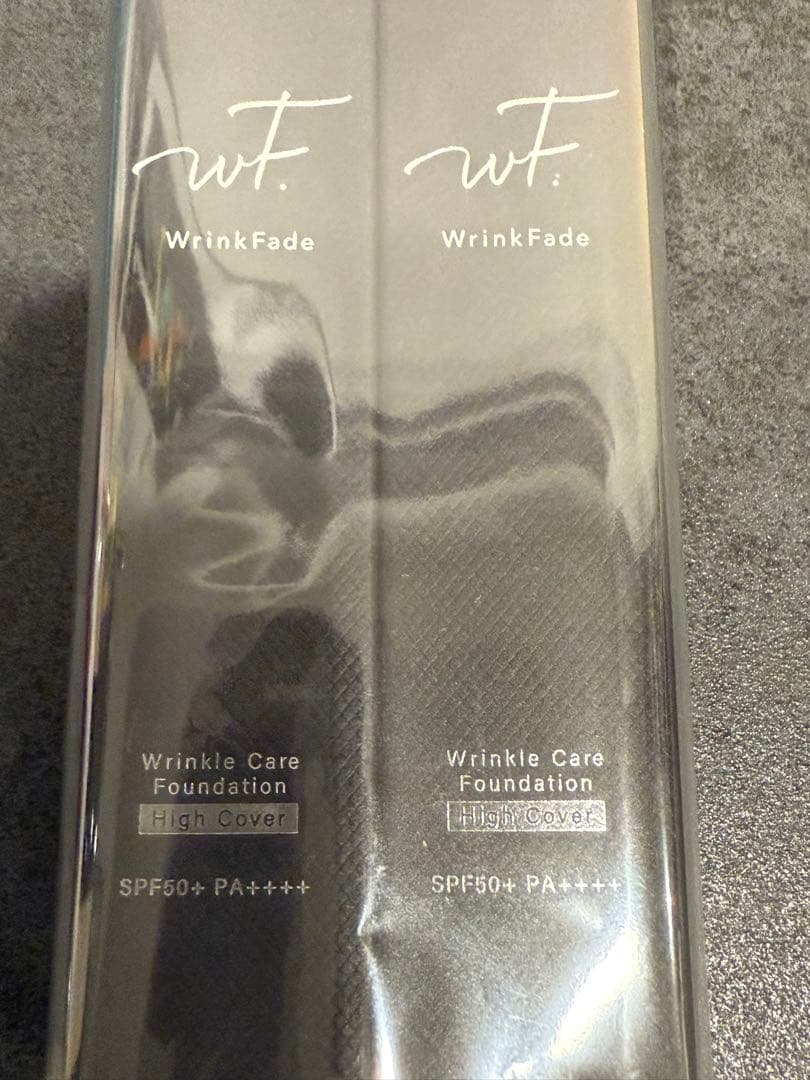 wF.
WrinkFade
Wrinkle Care
Foundation
High Cover
SPF50+ PA++++
wF.
WrinkFade
Wrinkle Care
Foundation
High Cover
SPF50+ PA++++